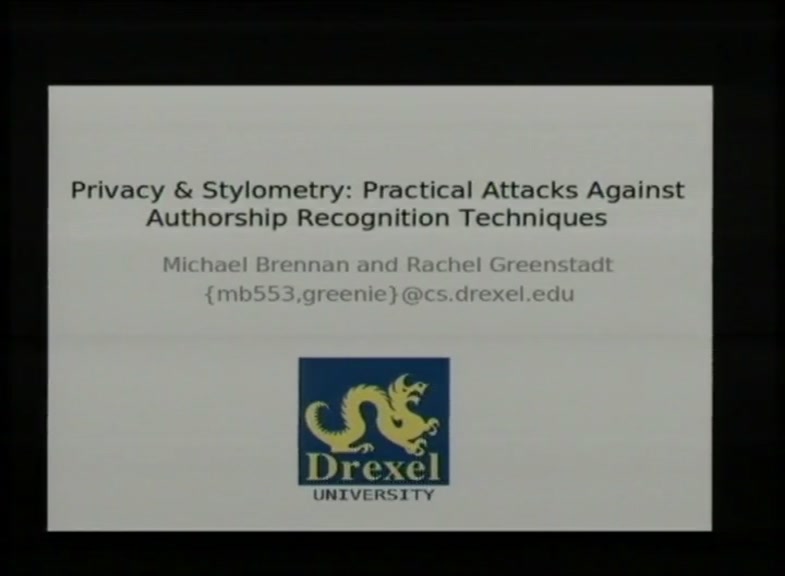 Privacy & Stylometry: Practical Attacks Against
Authorship Recognition Techniques
Michael Brennan and Rachel Greenstadt
{mb553,greenie}@cs.drexel.edu
Drexel
UNIVERSITY